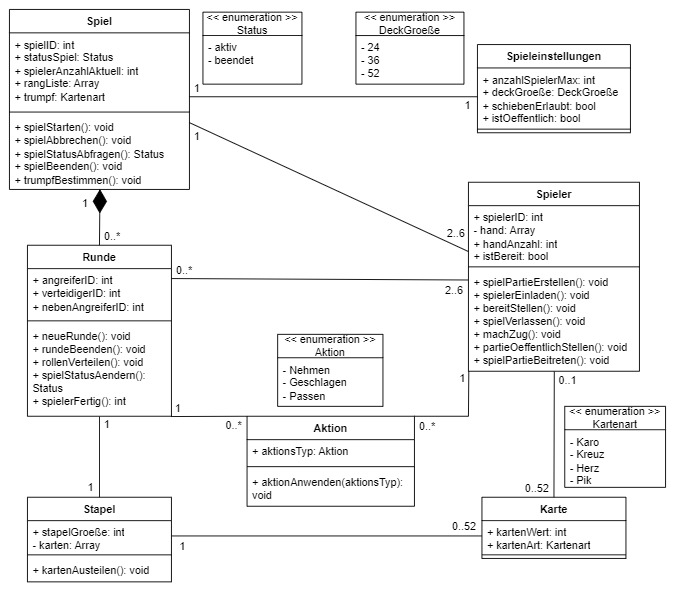 Spiel
+ spielID: int
+ statusSpiel: Status
+ spielerAnzahlAktuell: int
+ rangListe: Array
+ trumpf: Kartenart
+ spielStarten(): void
+ spielAbbrechen(): void
+ spielStatusAbfragen(): Status
+ spielBeenden(): void
+ trumpfBestimmen(): void
<< enumeration >>
Status
- aktiv
- beendet
<< enumeration >>
DeckGroeße
- 24
- 36
- 52
Spieleinstellungen
+ anzahlSpielerMax: int
+ deckGroeße: DeckGroeße
+ schiebenErlaubt: bool
+ istOeffentlich: bool
1
1
1
2..6
1
0..*
Runde
+ angreiferID: int
+ verteidigerID: int
+ nebenAngreiferID: int
+ neueRunde(): void
+ rundeBeenden(): void
+ rollenVerteilen(): void
+ spielStatusAendern():
Status
+ spielerFertig(): int
0..*
2..6
Spieler
+ spielerID: int
- hand: Array
+ handAnzahl: int
+ istBereit: bool
+ spielPartieErstellen(): void
+ spielerEinladen(): void
+ bereitStellen(): void
+ spielVerlassen(): void
+ machZug(): void
+ partieOeffentlichStellen(): void
+ spielPartieBeitreten(): void
<< enumeration >>
Aktion
- Nehmen
- Geschlagen
- Passen
1
0..*
0..*
1
Aktion
+ aktionsTyp: Aktion
+ aktionAnwenden(aktionsTyp):
void
0..1
0..52
<< enumeration >>
Kartenart
- Karo
- Kreuz
- Herz
- Pik
1
1
Stapel
+ stapelGroeße: int
- karten: Array
+ kartenAusteilen(): void
1
0..52
Karte
+ kartenWert: int
+ kartenArt: Kartenart